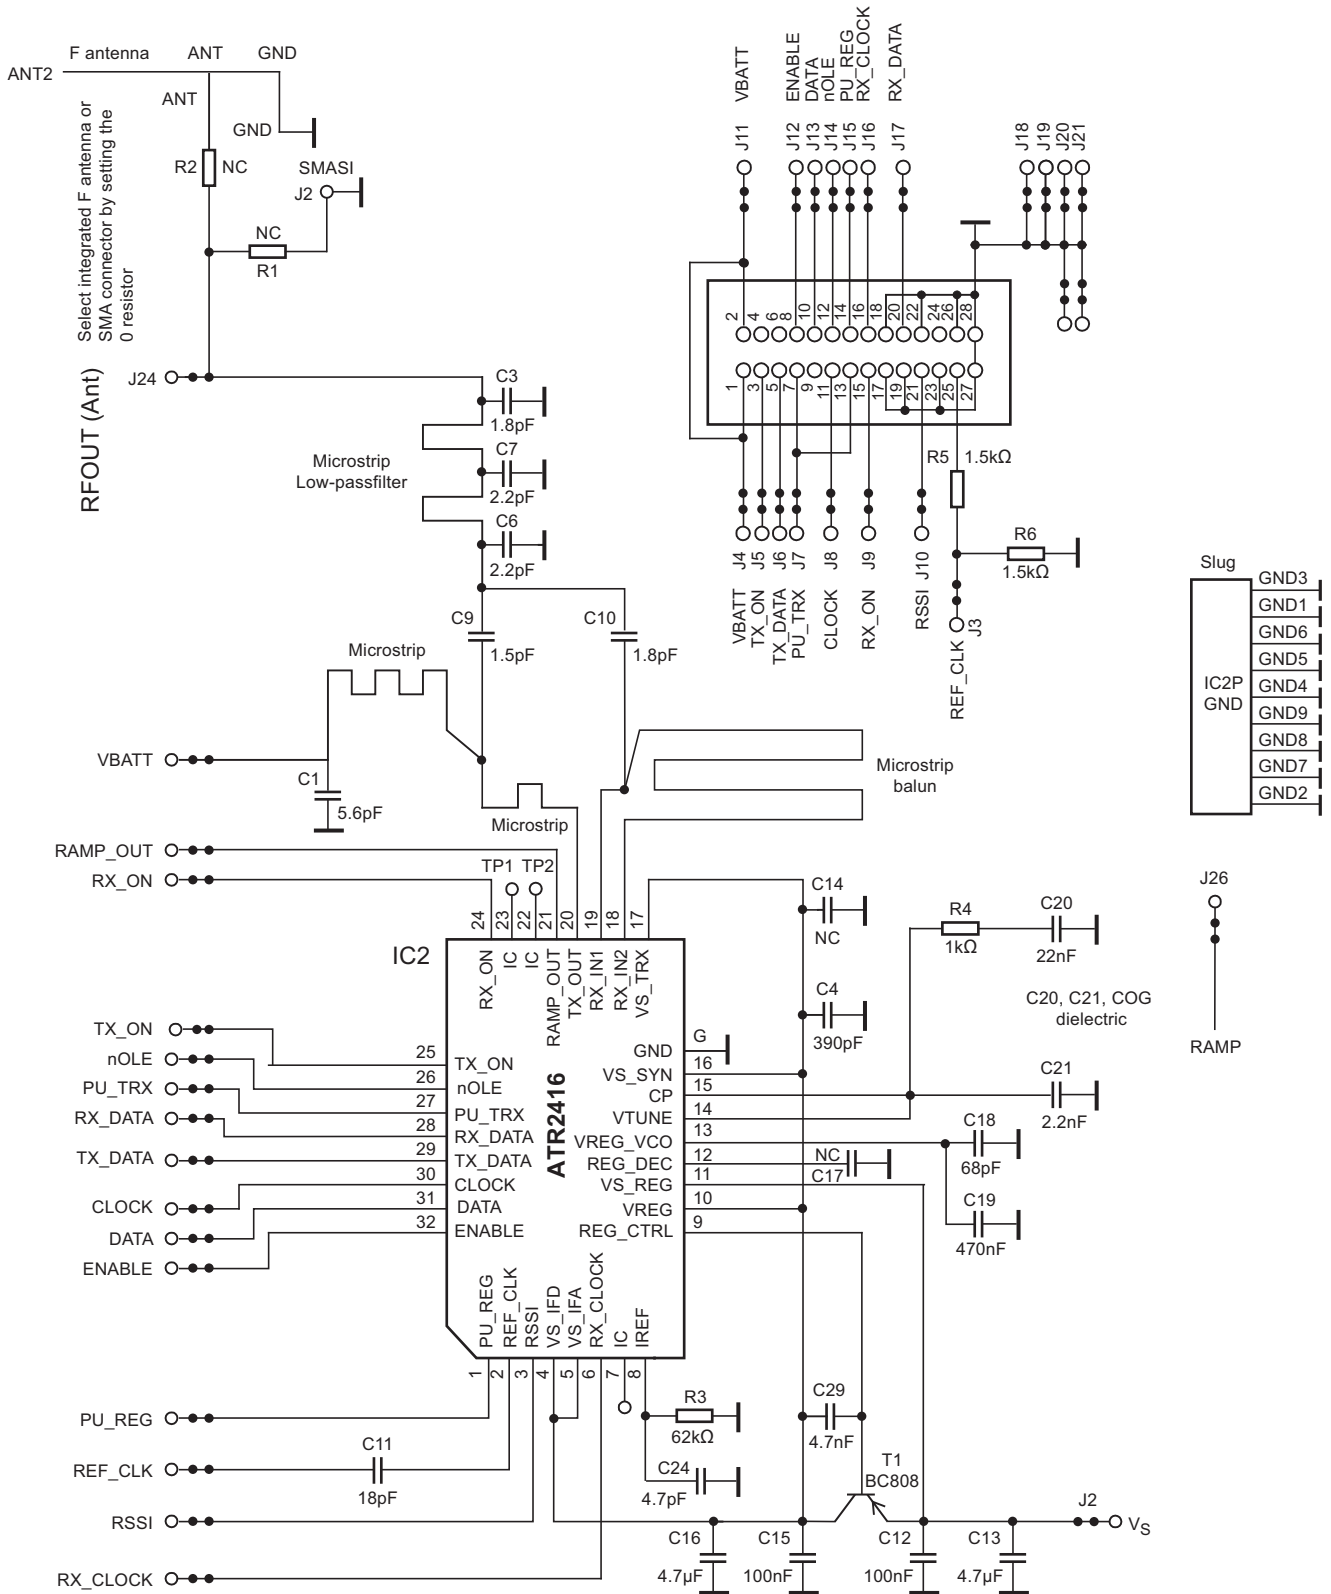 F antenna
ANT
GND
ANT2
ANT
GND
Select integrated F antenna or
SMA connector by setting the
0 resistor
R2
NC
SMASI
J2
NC
R1
RFOUT (Ant)
J24
C3
1.8pF
C7
2.2pF
C6
2.2pF
Microstrip
Low-passfilter
C9
1.5pF
C10
1.8pF
Microstrip
VBATT
C1
5.6pF
Microstrip
Microstrip
balun
VBATT
ENABLE
DATA
nOLE
PU_REG
RX_CLOCK
RX_DATA
J11
J12
J13
J14
J15
J16
J17
J18
J19
J20
J21
2
4
6
8
10
12
14
16
18
20
22
24
26
28
1
3
5
7
9
11
13
15
17
19
21
23
25
27
R5
1.5kΩ
R6
1.5kΩ
J4
J5
J6
J7
J8
J9
J10
J3
VBATT
TX_ON
TX_DATA
PU_TRX
CLOCK
RX_ON
RSSI
REF_CLK
Slug
IC2P
GND
GND3
GND1
GND6
GND5
GND4
GND9
GND8
GND7
GND2
J26
RAMP
RAMP_OUT
RX_ON
TP1
TP2
24
23
22
21
20
19
18
17
IC2
RX_ON
IC
IC
RAMP_OUT
TX_OUT
RX_IN1
RX_IN2
VS_TRX
ATR2416
TX_ON
nOLE
PU_TRX
RX_DATA
TX_DATA
CLOCK
DATA
ENABLE
25
26
27
28
29
30
31
32
TX_ON
nOLE
PU_TRX
RX_DATA
TX_DATA
CLOCK
DATA
ENABLE
GND
VS_SYN
CP
VTUNE
VREG_VCO
REG_DEC
VS_REG
VREG
REG_CTRL
G
16
15
14
13
12
11
10
9
C14
NC
C4
390pF
R4
1kΩ
C20
22nF
C20, C21, COG
dielectric
C21
2.2nF
C18
68pF
NC
C17
C19
470nF
PU_REG
REF_CLK
RSSI
VS_IFD
VS_IFA
RX_CLOCK
IC
IREF
1
2
3
4
5
6
7
8
PU_REG
REF_CLK
C11
18pF
RSSI
RX_CLOCK
R3
62kΩ
C24
4.7pF
C29
4.7nF
T1
BC808
C16
4.7µF
C15
100nF
C12
100nF
C13
4.7µF
J2
VS